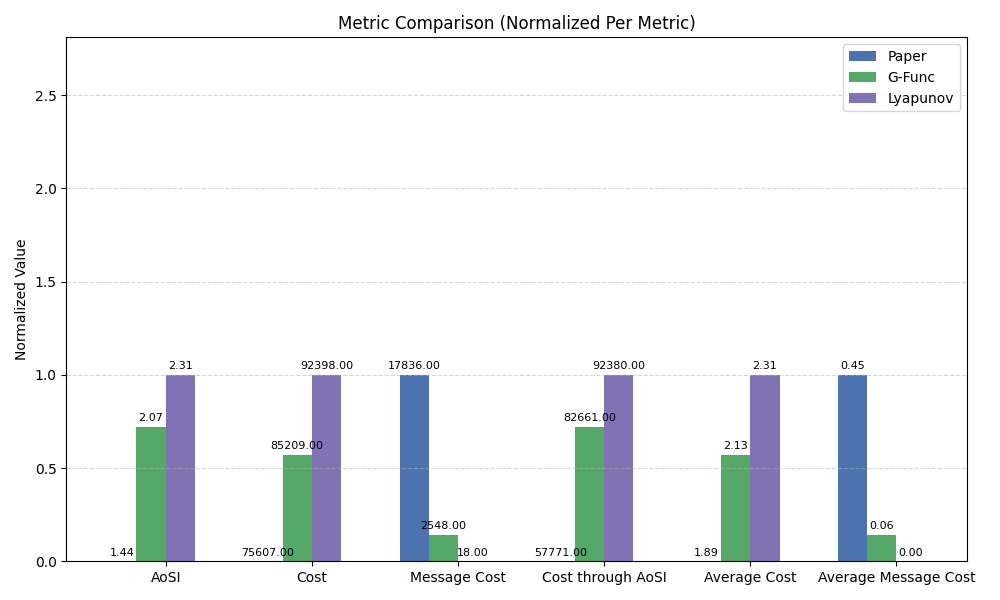 Metric Comparison (Normalized Per Metric)
Paper
G-Func
Lyapunov
Normalized Value
2.5
2.0
1.5
1.0
0.5
0.0
1.44
2.07
2.31
75607.00
85209.00
92398.00
17836.00
2548.00
18.00
57771.00
82661.00
92380.00
1.89
2.13
2.31
0.45
0.06
0.00
AoSI
Cost
Message Cost
Cost through AoSI
Average Cost
Average Message Cost